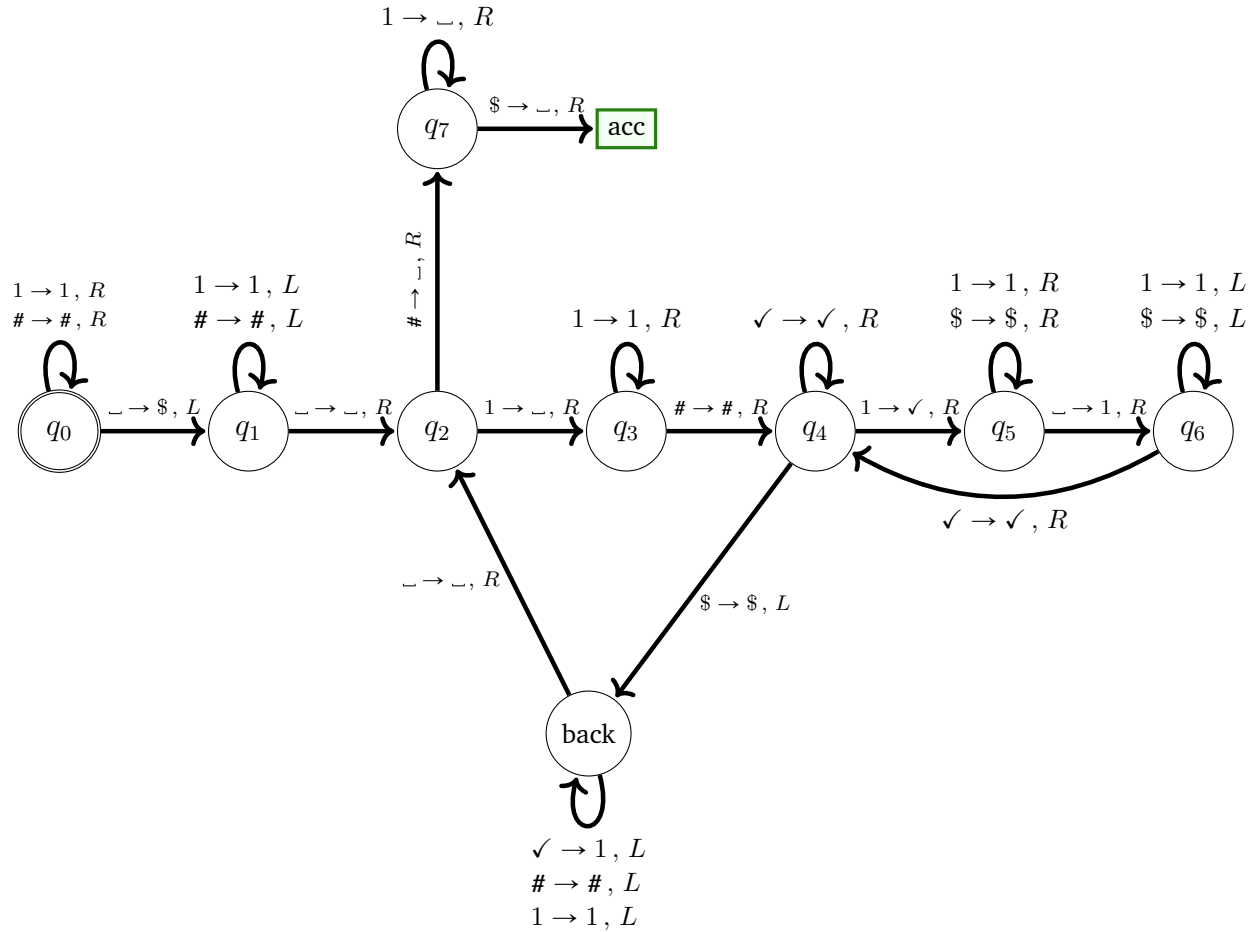 1 → ␣, R
$ → ␣, R
q7
acc
# → ␣, R
1 → 1, R
# → #, R
1 → 1, L
# → #, L
1 → 1, R
✓ → ✓, R
1 → 1, R
$ → $, R
1 → 1, L
$ → $, L
q0
␣ → $, L
q1
␣ → ␣, R
q2
1 → ␣, R
q3
# → #, R
q4
1 → ✓, R
q5
␣ → 1, R
q6
✓ → ✓, R
␣ → ␣, R
$ → $, L
back
✓ → 1, L
# → #, L
1 → 1, L